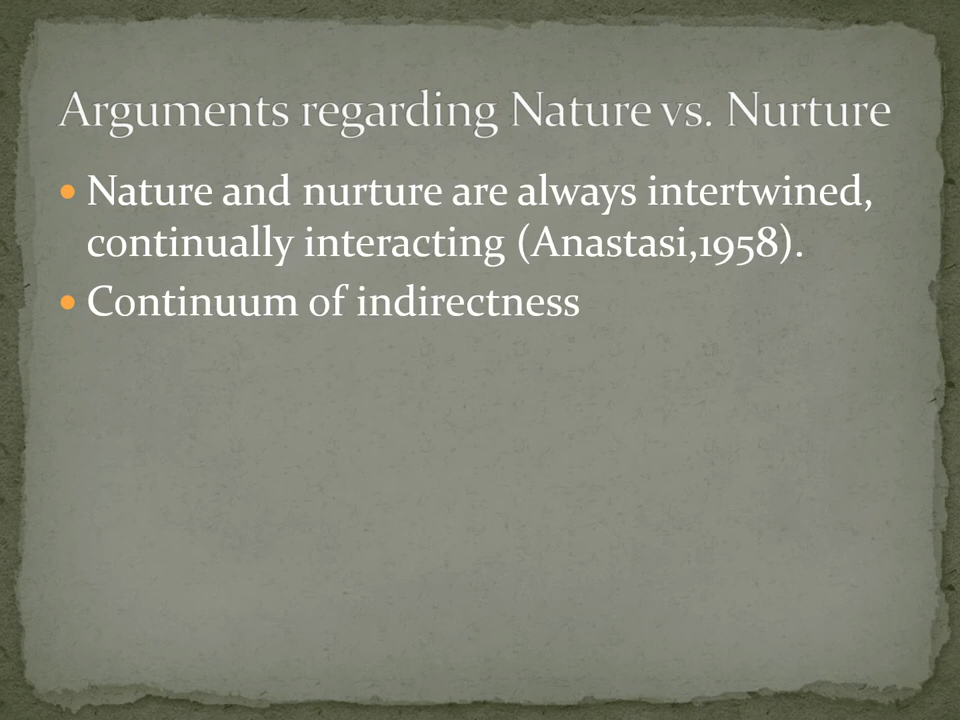 Arguments regarding Nature vs. Nurture
• Nature and nurture are always intertwined,
continually interacting (Anastasi,1958).
• Continuum of indirectness